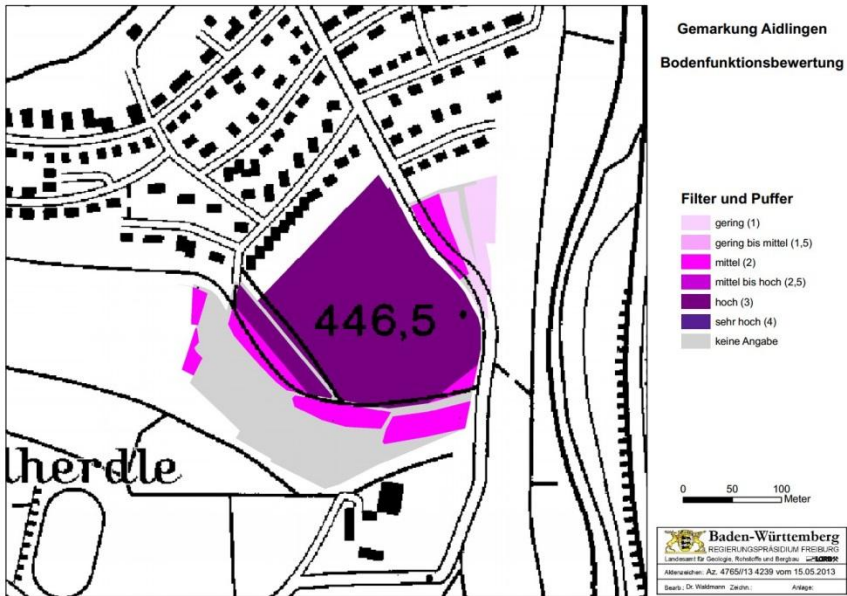 Gemarkung Aidlingen
Bodenfunktionsbewertung
Filter und Puffer
gering (1)
gering bis mittel (1,5)
mittel (2)
mittel bis hoch (2,5)
hoch (3)
sehr hoch (4)
keine Angabe
446,5
lherdle
0 50 100
Meter
Baden-Württemberg
REGIERUNGSPRÄSIDIUM FREIBURG
Landesamt für Geologie, Rohstoffe und Bergbau LGRB
Aktenzeichen: Az. 4765//13 4239 vom 15.05.2013
Bearb.: Dr. Waldmann Zeichn.: Anlage: